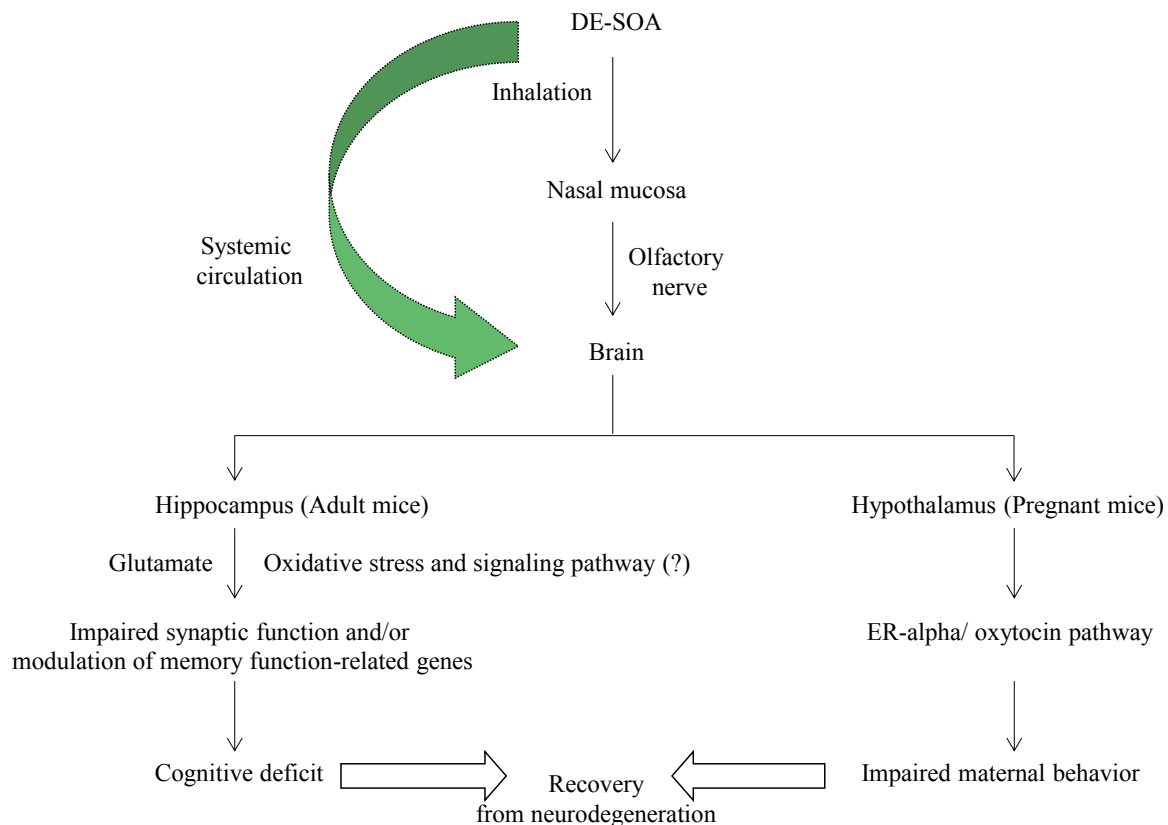 DE-SOA
Inhalation
Nasal mucosa
Systemic
circulation
Olfactory
nerve
Brain
Hippocampus (Adult mice)
Hypothalamus (Pregnant mice)
Glutamate
Oxidative stress and signaling pathway (?)
Impaired synaptic function and/or
modulation of memory function-related genes
ER-alpha/ oxytocin pathway
Cognitive deficit
Recovery
from neurodegeneration
Impaired maternal behavior